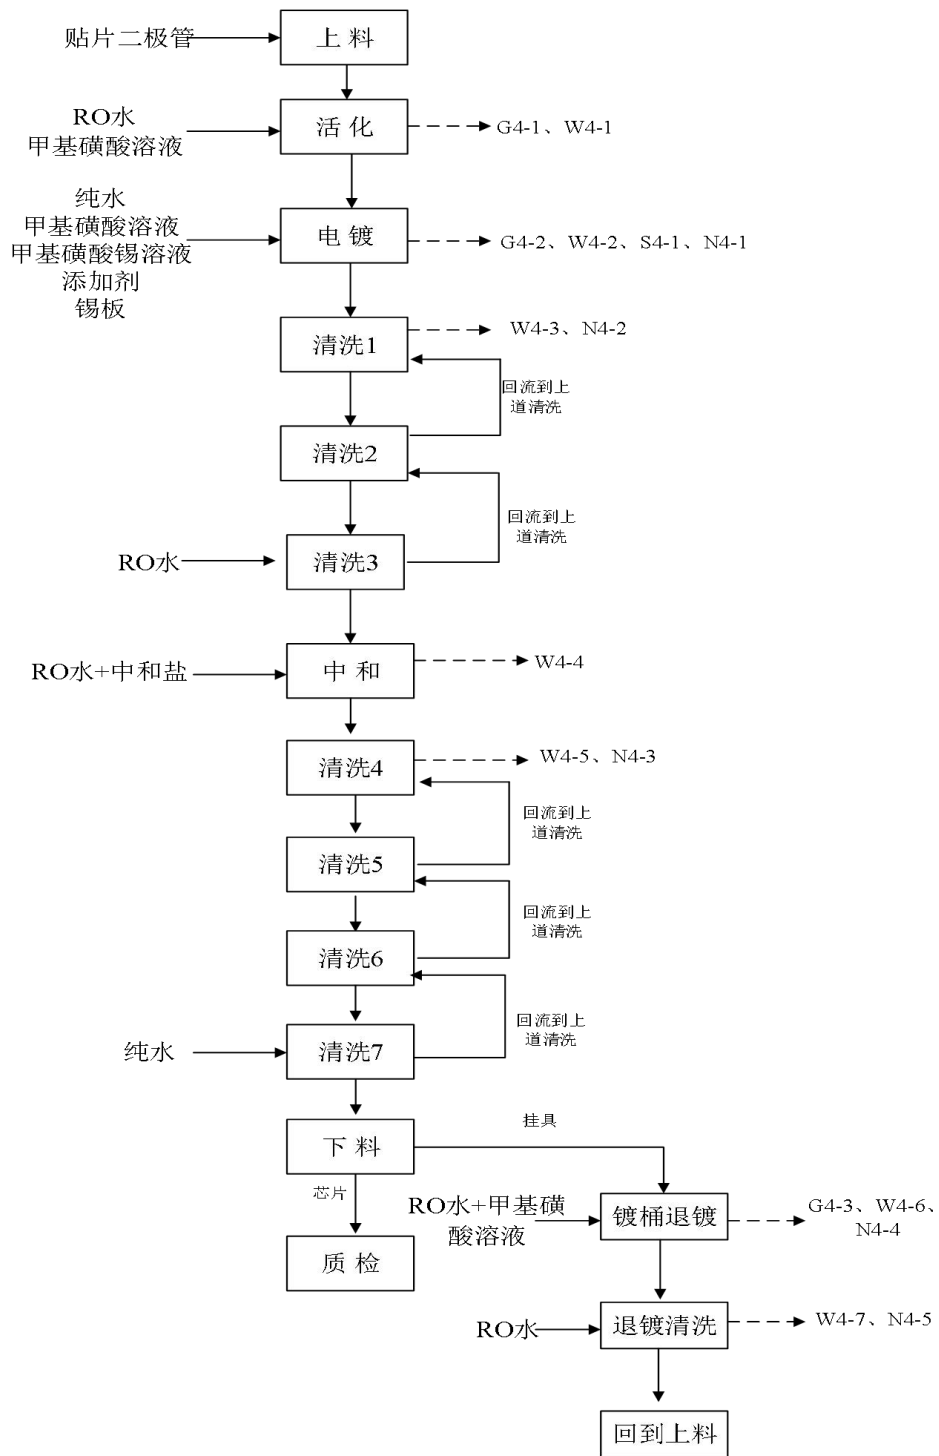 贴片二极管
上 料
RO水
甲基磺酸溶液
活 化
G4-1、W4-1
纯水
甲基磺酸溶液
甲基磺酸锡溶液
添加剂
锡板
电 镀
G4-2、W4-2、S4-1、N4-1
清洗1
W4-3、N4-2
回流到上
道清洗
清洗2
回流到上
道清洗
RO水
清洗3
RO水+中和盐
中 和
W4-4
清洗4
W4-5、N4-3
回流到上
道清洗
清洗5
回流到上
道清洗
清洗6
回流到上
道清洗
纯水
清洗7
下 料
挂具
芯片
质 检
RO水+甲基磺
酸溶液
镀桶退镀
G4-3、W4-6、
N4-4
RO水
退镀清洗
W4-7、N4-5
回到上料